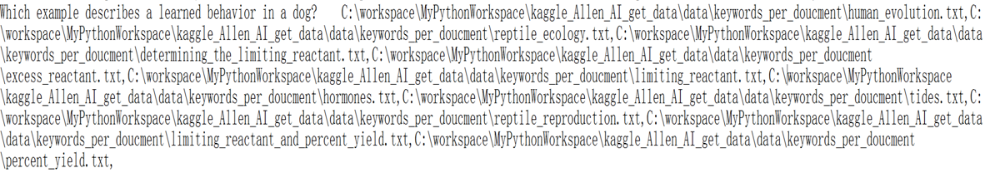 Which example describes a learned behavior in a dog?   C:\workspace\MyPythonWorkspace\kaggle_Allen_AI_get_data\data\keywords_per_doucment\human_evolution.txt,C:
\workspace\MyPythonWorkspace\kaggle_Allen_AI_get_data\data\keywords_per_doucment\reptile_ecology.txt,C:\workspace\MyPythonWorkspace\kaggle_Allen_AI_get_data\data
\keywords_per_doucment\determining_the_limiting_reactant.txt,C:\workspace\MyPythonWorkspace\kaggle_Allen_AI_get_data\data\keywords_per_doucment
\excess_reactant.txt,C:\workspace\MyPythonWorkspace\kaggle_Allen_AI_get_data\data\keywords_per_doucment\limiting_reactant.txt,C:\workspace\MyPythonWorkspace
\kaggle_Allen_AI_get_data\data\keywords_per_doucment\hormones.txt,C:\workspace\MyPythonWorkspace\kaggle_Allen_AI_get_data\data\keywords_per_doucment\tides.txt,C:
\workspace\MyPythonWorkspace\kaggle_Allen_AI_get_data\data\keywords_per_doucment\reptile_reproduction.txt,C:\workspace\MyPythonWorkspace\kaggle_Allen_AI_get_data
\data\keywords_per_doucment\limiting_reactant_and_percent_yield.txt,C:\workspace\MyPythonWorkspace\kaggle_Allen_AI_get_data\data\keywords_per_doucment
\percent_yield.txt,